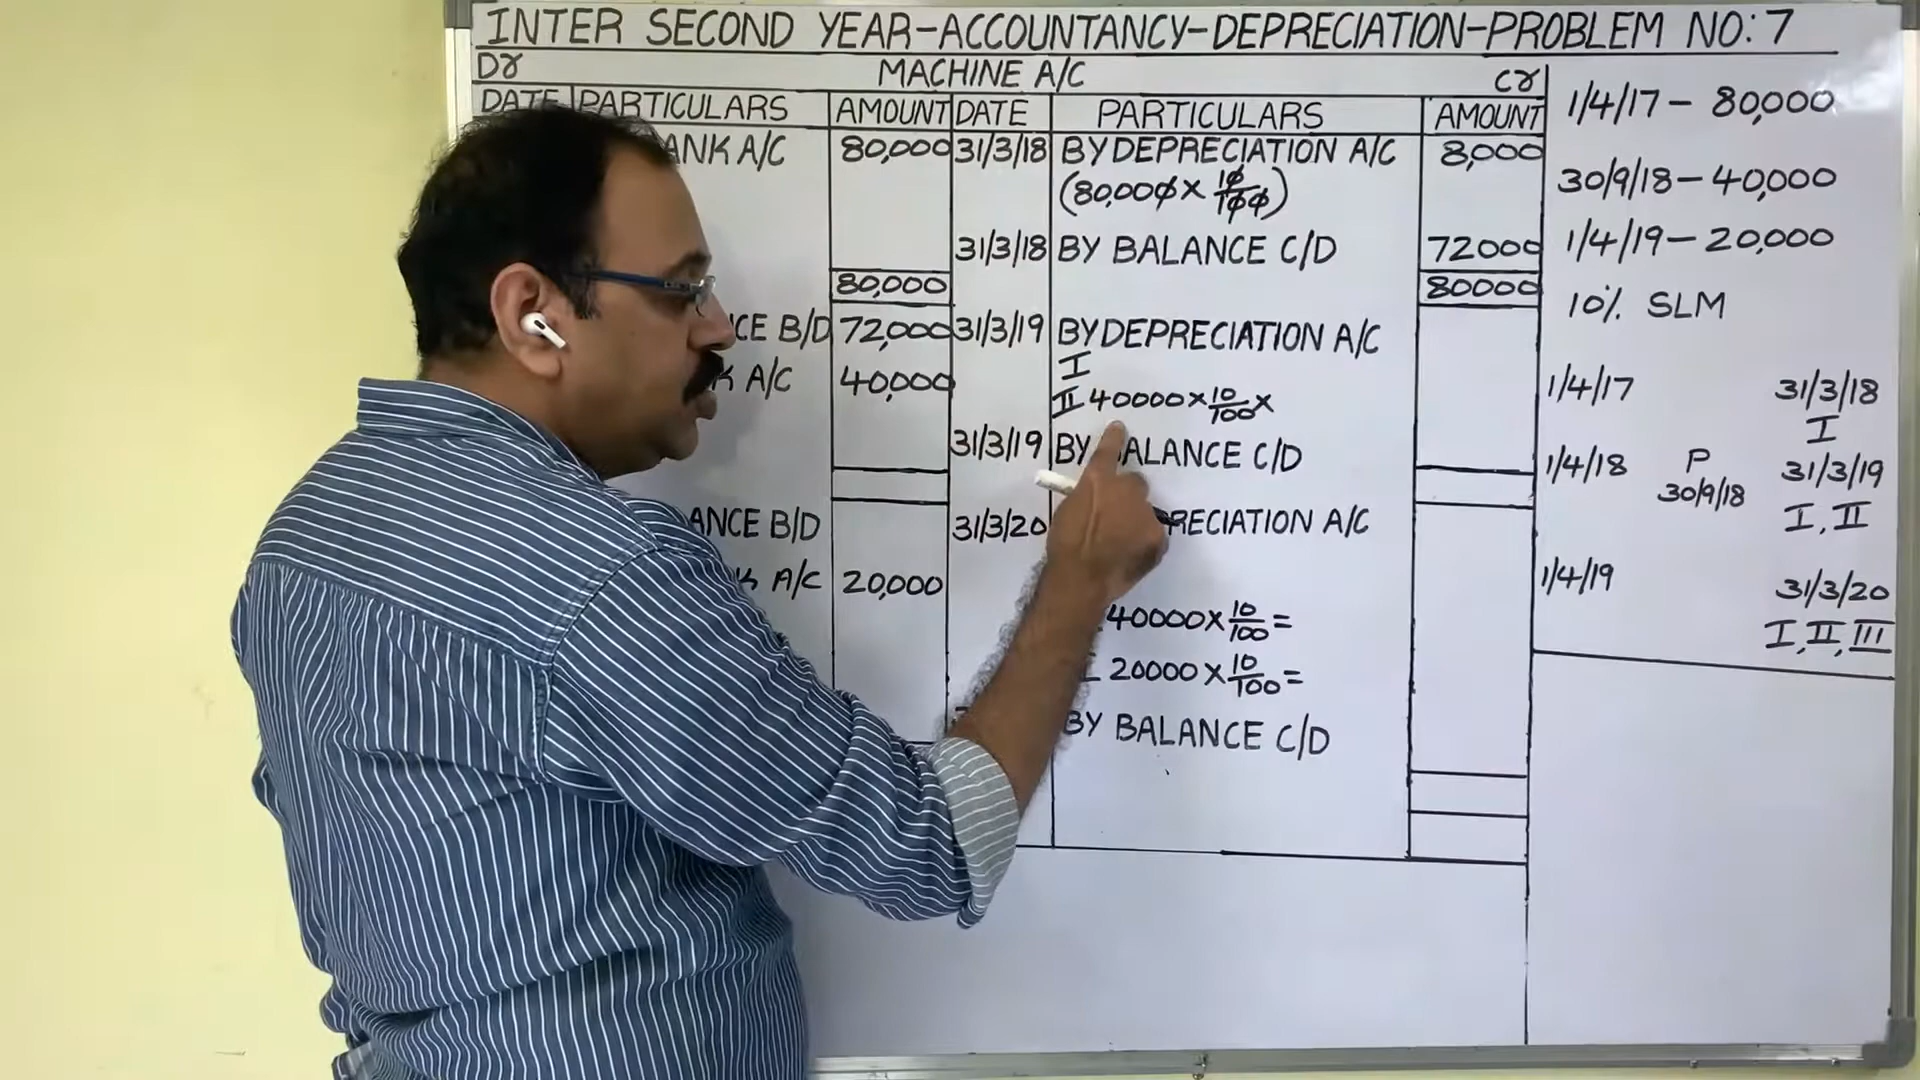 INTER SECOND YEAR-ACCOUNTANCY-DEPRECIATION-PROBLEM NO: 7
Dr MACHINE A/C Cr
DATE PARTICULARS AMOUNT DATE PARTICULARS AMOUNT
A/C 80,000 31/3/18 BY DEPRECIATION A/C 8,000
(80,000 × 10/100)
31/3/18 BY BALANCE C/D 72000
80,000 80000
B/D 72,000 31/3/19 BY DEPRECIATION A/C
A/C 40,000 I
II 40000 × 10/100 ×
31/3/19 BY BALANCE C/D
B/D 31/3/20 A/C
A/C 20,000
40000 × 10/100 =
20000 × 10/100 =
BY BALANCE C/D
1/4/17 - 80,000
30/9/18 - 40,000
1/4/19 - 20,000
10% SLM
1/4/17 31/3/18
I
1/4/18 P 31/3/19
30/9/18 I, II
1/4/19 31/3/20
I, II, III